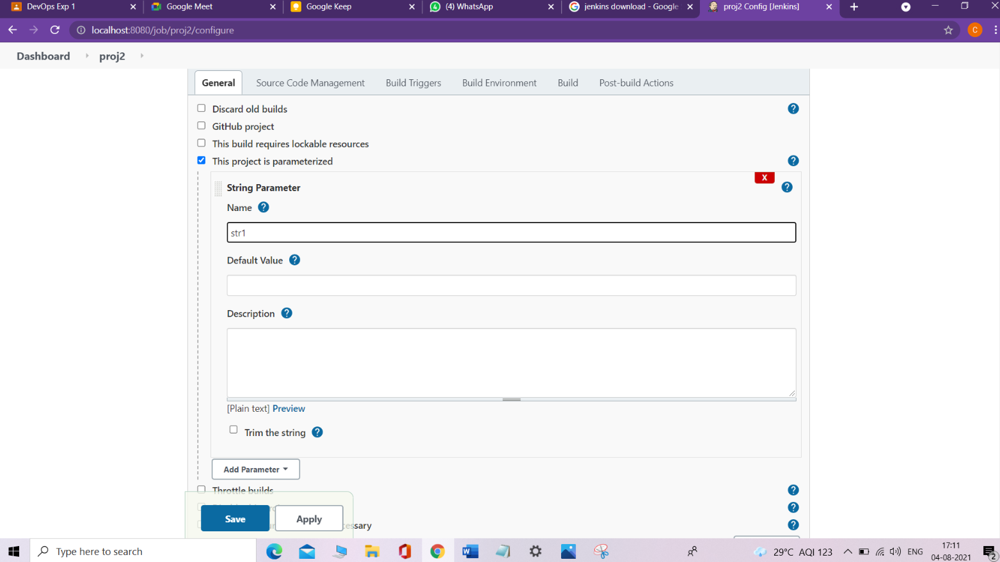 DevOps Exp 1
Google Meet
Google Keep
(4) WhatsApp
jenkins download - Google
proj2 Config [Jenkins]
localhost:8080/job/proj2/configure
C
Dashboard
proj2
General
Source Code Management
Build Triggers
Build Environment
Build
Post-build Actions
Discard old builds
?
GitHub project
This build requires lockable resources
This project is parameterized
?
X
String Parameter
?
Name ?
str1
Default Value ?
Description ?
[Plain text] Preview
Trim the string ?
Add Parameter
Throttle builds
?
?
Save
Apply
cessary
?
Type here to search
29°C AQI 123
ENG
17:11
04-08-2021
2